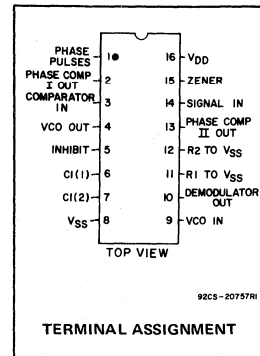 PHASE PULSES 1 16 VDD
PHASE COMP I OUT 2 15 ZENER
COMPARATOR IN 3 14 SIGNAL IN
VCO OUT 4 13 PHASE COMP II OUT
INHIBIT 5 12 R2 TO VSS
C1(1) 6 11 R1 TO VSS
C1(2) 7 10 DEMODULATOR OUT
VSS 8 9 VCO IN
TOP VIEW
92CS-20757R1
TERMINAL ASSIGNMENT